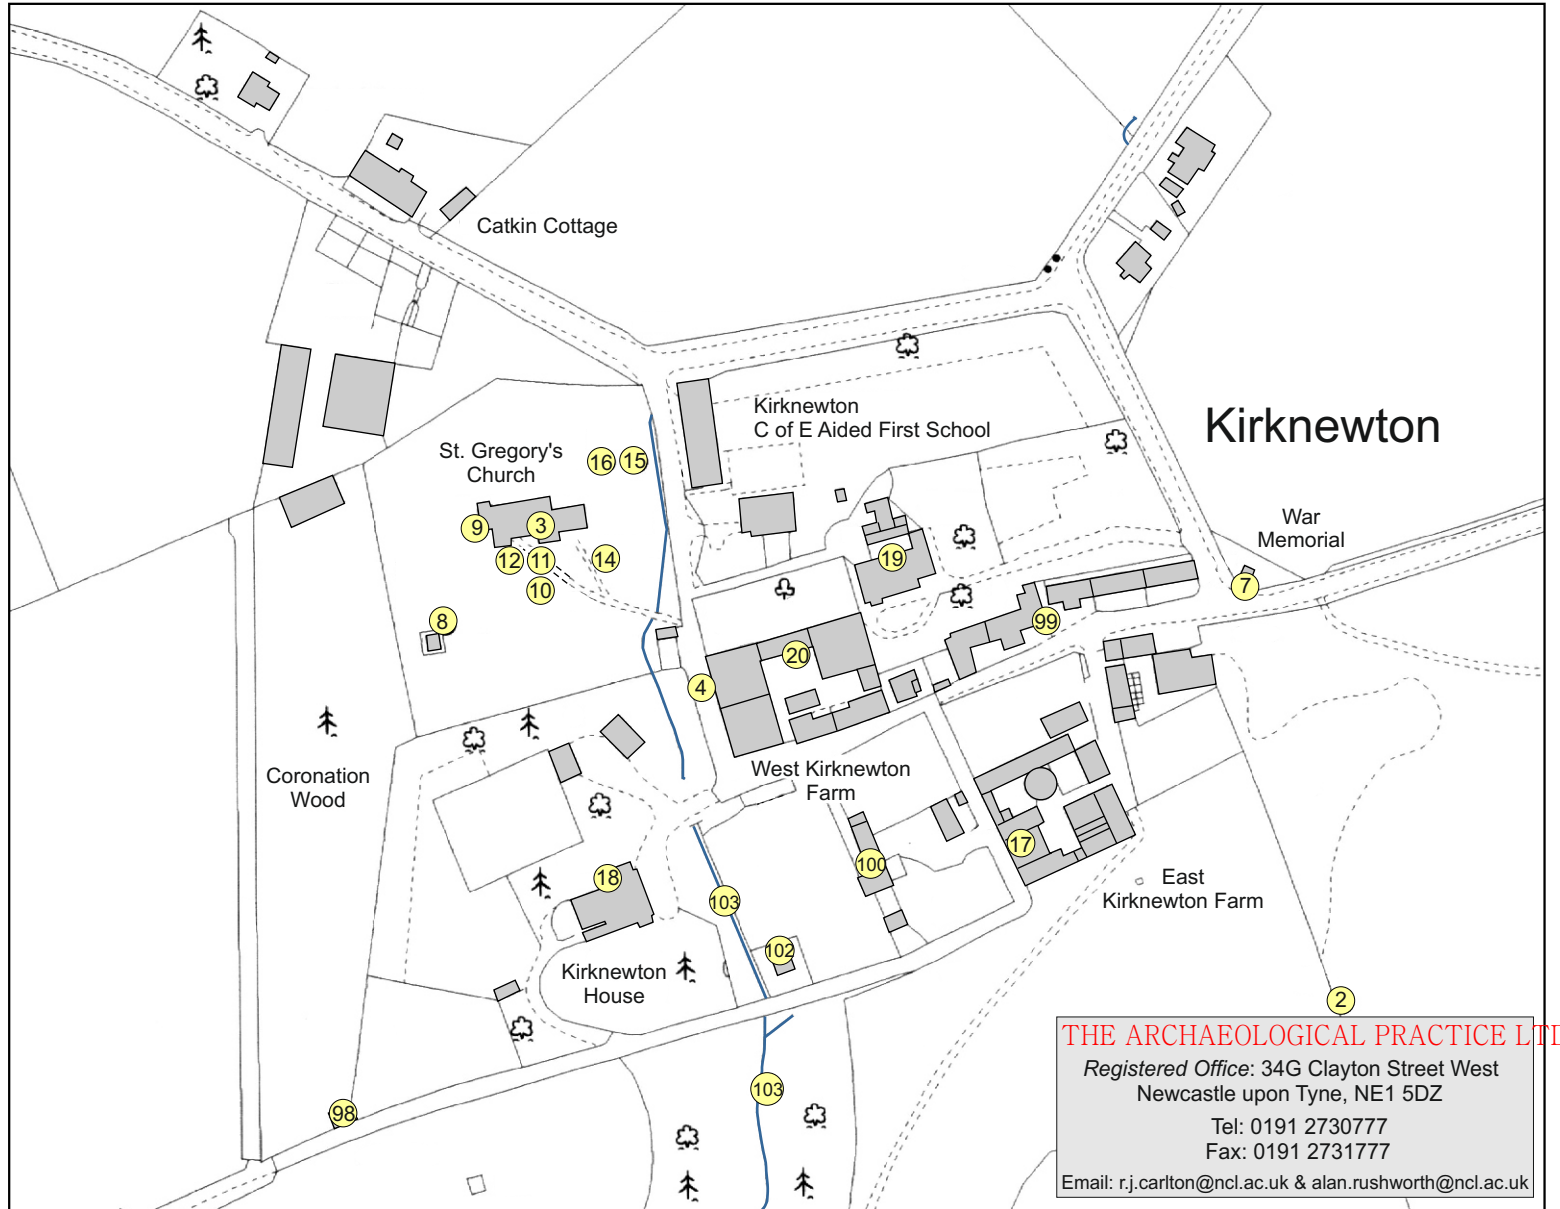 Catkin Cottage
Kirknewton
C of E Aided First School
Kirknewton
St. Gregory's
Church
16
15
9
3
12
11
14
10
8
19
War
Memorial
7
99
20
4
West Kirknewton
Farm
Coronation
Wood
17
100
18
103
East
Kirknewton Farm
102
Kirknewton
House
2
103
98
THE ARCHAEOLOGICAL PRACTICE LTD
Registered Office: 34G Clayton Street West
Newcastle upon Tyne, NE1 5DZ
Tel: 0191 2730777
Fax: 0191 2731777
Email: r.j.carlton@ncl.ac.uk & alan.rushworth@ncl.ac.uk